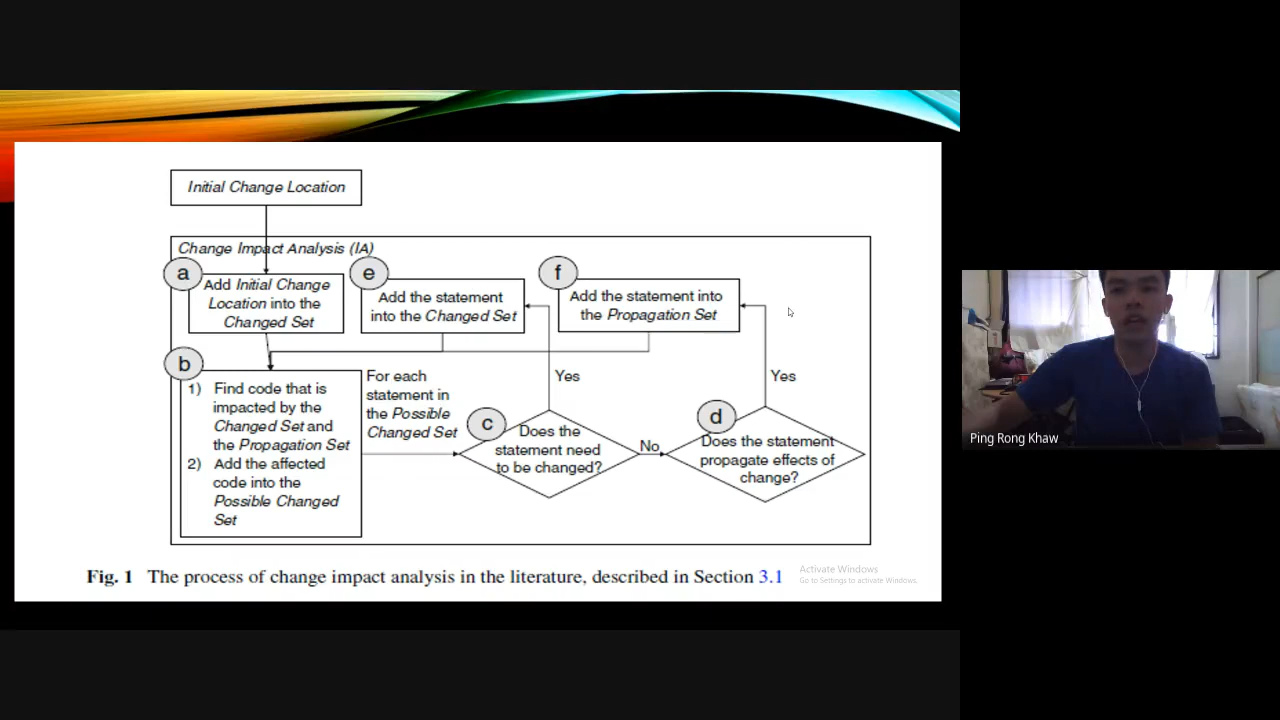 Initial Change Location
Change Impact Analysis (IA)
a
Add Initial Change
Location into the
Changed Set
e
Add the statement
into the Changed Set
f
Add the statement into
the Propagation Set
b
1) Find code that is
impacted by the
Changed Set and
the Propagation Set
2) Add the affected
code into the
Possible Changed
Set
For each
statement in
the Possible
Changed Set
c
Does the
statement need
to be changed?
Yes
No
d
Does the statement
propagate effects of
change?
Yes
Fig. 1 The process of change impact analysis in the literature, described in Section 3.1
Activate Windows
Go to Settings to activate Windows.
Ping Rong Khaw